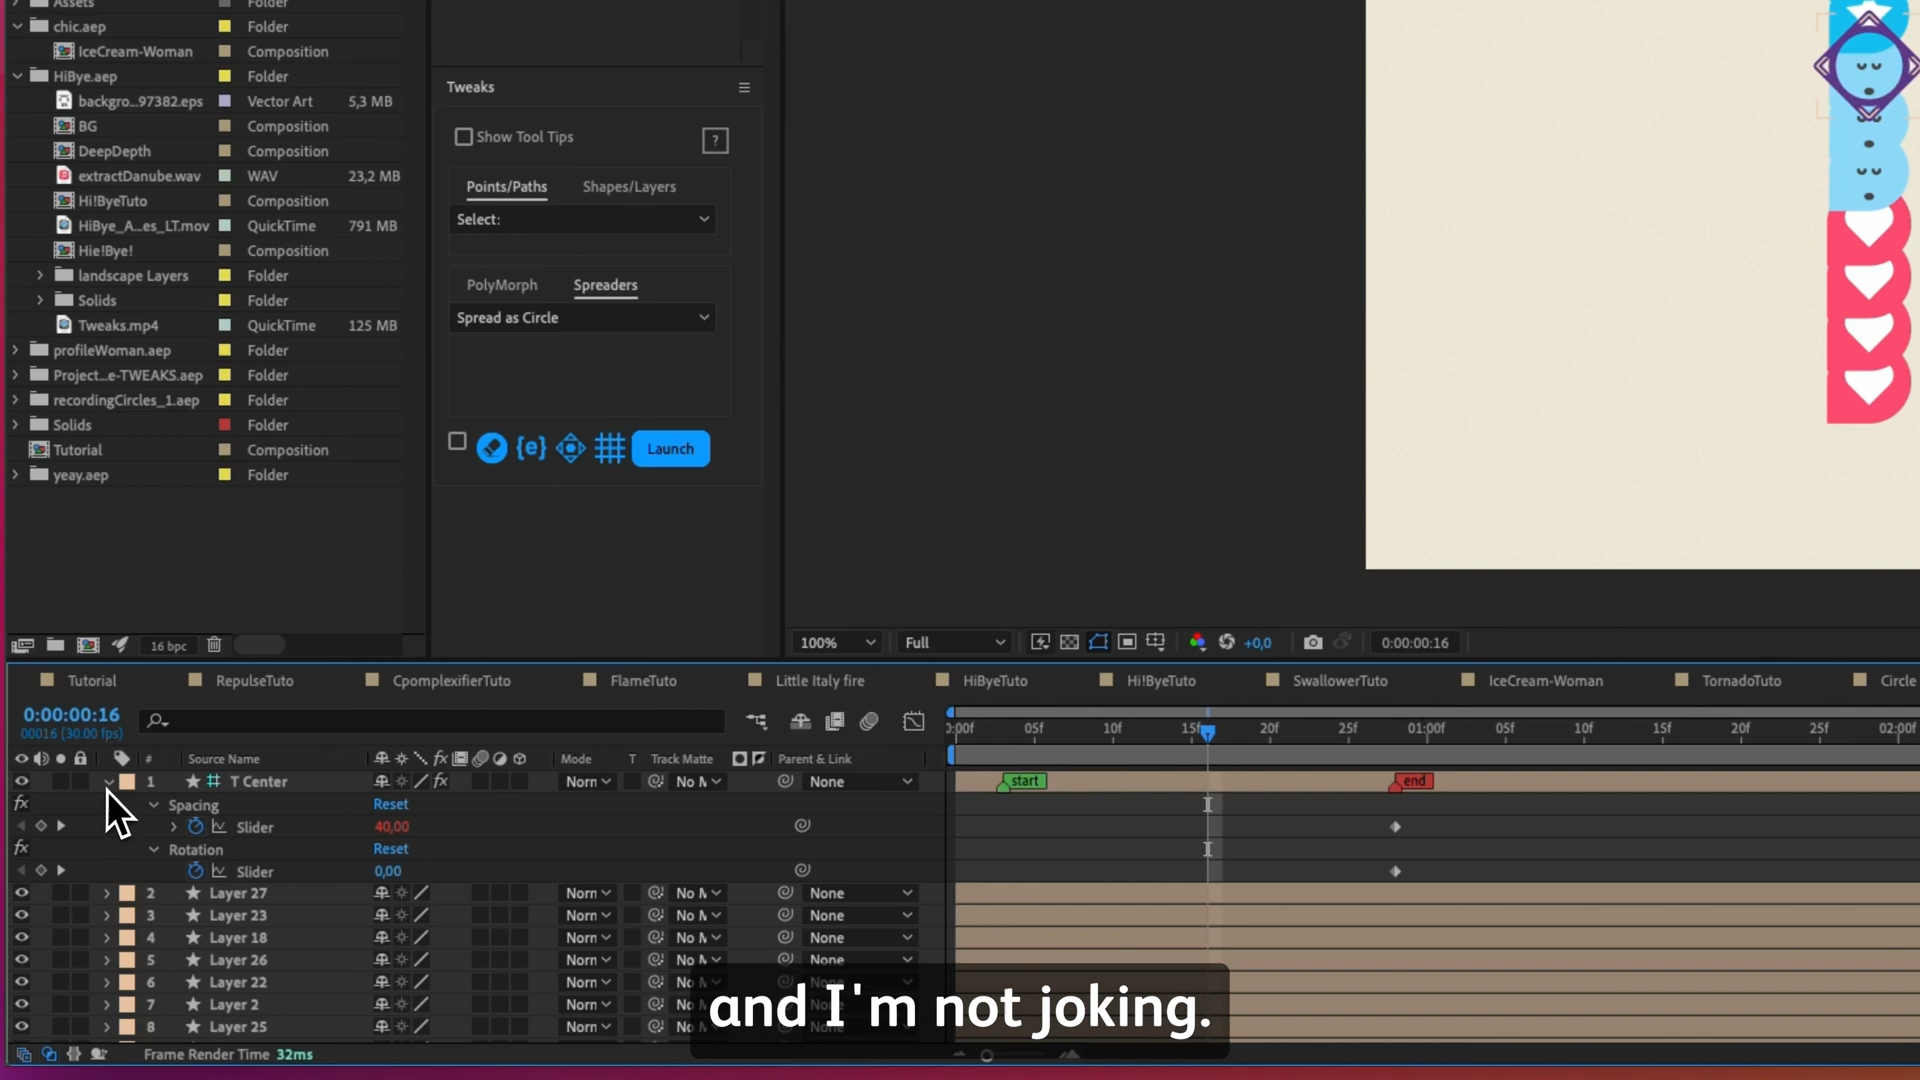 Assets Folder
chic.aep Folder
IceCream-Woman Composition
HiBye.aep Folder
backgro...97382.eps Vector Art 5,3 MB
BG Composition
DeepDepth Composition
extractDanube.wav WAV 23,2 MB
Hi!ByeTuto Composition
HiBye_A...es_LT.mov QuickTime 791 MB
Hie!Bye! Composition
landscape Layers Folder
Solids Folder
Tweaks.mp4 QuickTime 125 MB
profileWoman.aep Folder
Project...e-TWEAKS.aep Folder
recordingCircles_1.aep Folder
Solids Folder
Tutorial Composition
yeay.aep Folder
16 bpc
Tweaks
Show Tool Tips ?
Points/Paths Shapes/Layers
Select:
PolyMorph Spreaders
Spread as Circle
{e} Launch
100% Full +0,0 0:00:00:16
Tutorial RepulseTuto CpomplexifierTuto FlameTuto Little Italy fire HiByeTuto Hi!ByeTuto SwallowerTuto IceCream-Woman TornadoTuto Circle
0:00:00:16
00016 (30.00 fps)
0:00f 05f 10f 15f 20f 25f 01:00f 05f 10f 15f 20f 25f 02:00f
# Source Name fx Mode T Track Matte Parent & Link
1 T Center fx Norn No M None start end
fx Spacing Reset
Slider 40,00
fx Rotation Reset
Slider 0,00
2 Layer 27 Norn No M None
3 Layer 23 Norn No M None
4 Layer 18 Norn No M None
5 Layer 26 Norn No M None
6 Layer 22 Norn No M None
7 Layer 2 Norn No M None
8 Layer 25 Norn No M None
and I'm not joking.
Frame Render Time 32ms